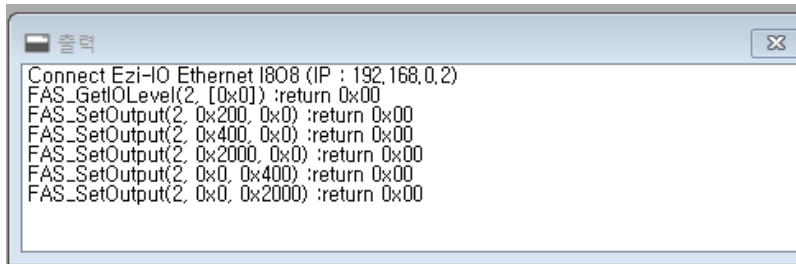 출력
Connect Ezi-IO Ethernet I8O8 (IP : 192,168,0,2)
FAS_GetIOLevel(2, [0x0]) :return 0x00
FAS_SetOutput(2, 0x200, 0x0) :return 0x00
FAS_SetOutput(2, 0x400, 0x0) :return 0x00
FAS_SetOutput(2, 0x2000, 0x0) :return 0x00
FAS_SetOutput(2, 0x0, 0x400) :return 0x00
FAS_SetOutput(2, 0x0, 0x2000) :return 0x00